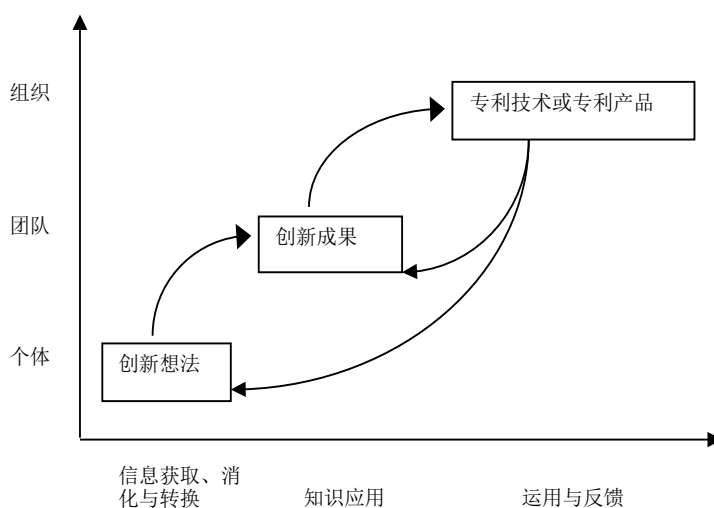 组织
专利技术或专利产品
团队
创新成果
个体
创新想法
信息获取、消
化与转换
知识应用
运用与反馈